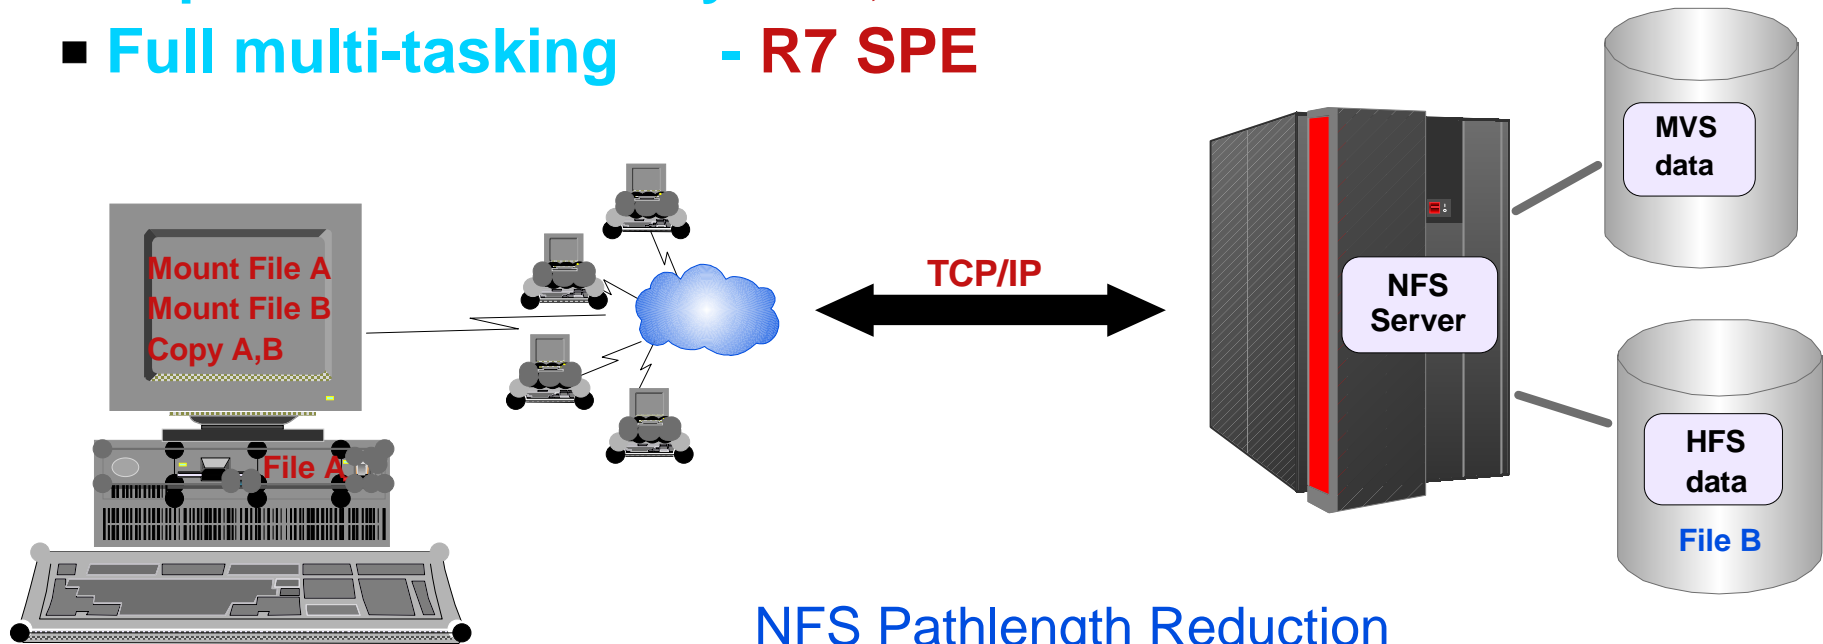 ▪ Full multi-tasking - R7 SPE
MVS
data
Mount File A
Mount File B
Copy A,B
File A
TCP/IP
NFS
Server
HFS
data
File B
NFS Pathlength Reduction